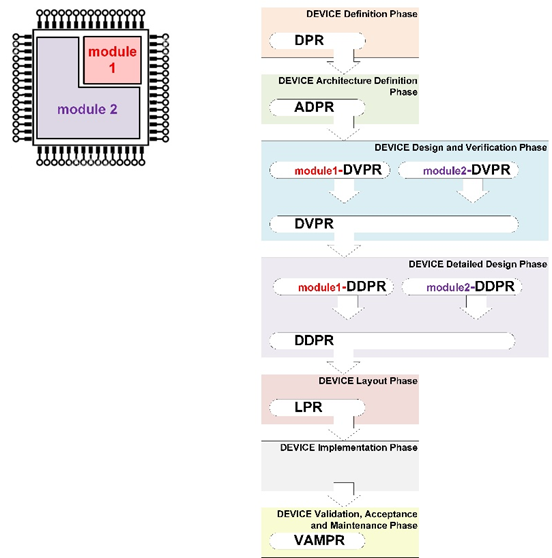 module
1
module 2
DEVICE Definition Phase
DPR
DEVICE Architecture Definition
Phase
ADPR
DEVICE Design and Verification Phase
module1-DVPR
module2-DVPR
DVPR
DEVICE Detailed Design Phase
module1-DDPR
module2-DDPR
DDPR
DEVICE Layout Phase
LPR
DEVICE Implementation Phase
DEVICE Validation, Acceptance
and Maintenance Phase
VAMPR